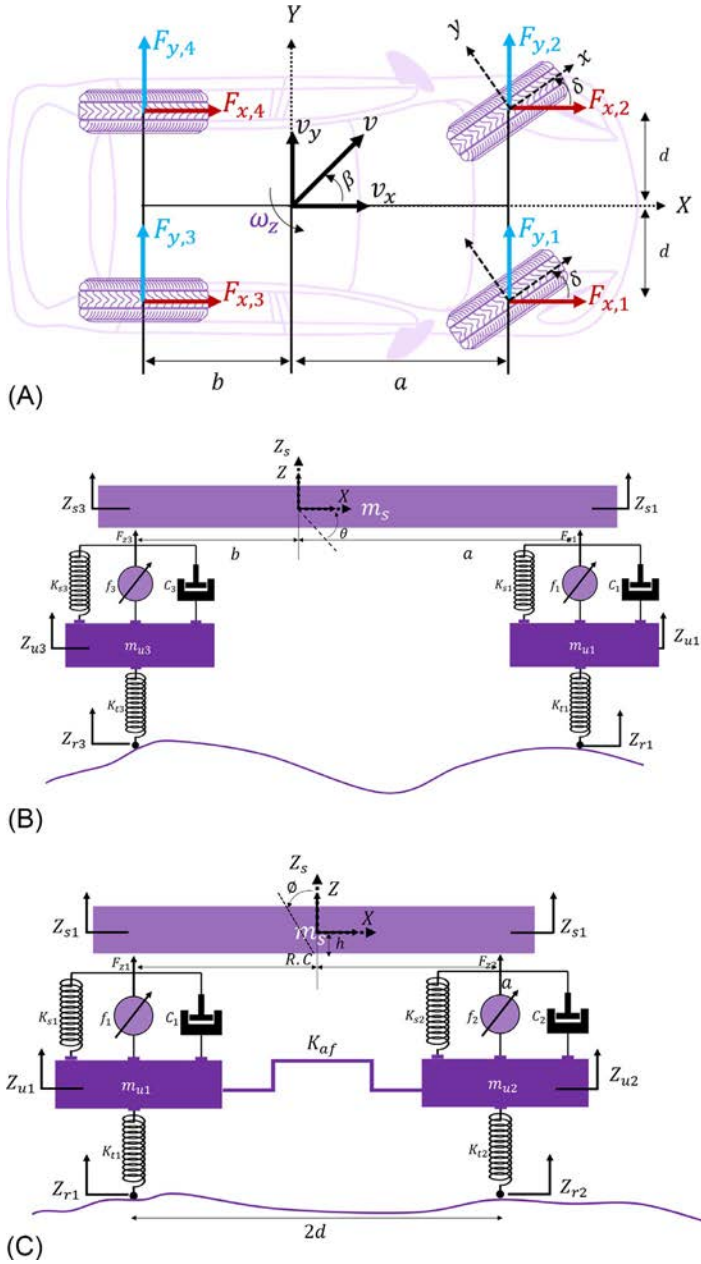 Y
F_{y,4} F_{y,2}
y x
F_{x,4} v_y v δ F_{x,2}
β d
v_x X
ω_z
F_{y,3} F_{y,1} d
δ
F_{x,3} F_{x,1}
b a
(A)
Z_s
Z
Z_{s3} X m_s Z_{s1}
θ
F_{z3} b a F_{z1}
K_{s3} f_3 C_3 K_{s1} f_1 C_1
Z_{u3} m_{u3} m_{u1} Z_{u1}
K_{t3} K_{t1}
Z_{r3} Z_{r1}
(B)
Z_s
Ø Z
Z_{s1} m_s X h Z_{s1}
F_{z1} R.C F_{z2}
a
K_{s1} f_1 C_1 K_{s2} f_2 C_2
K_{af}
Z_{u1} m_{u1} m_{u2} Z_{u2}
K_{t1} K_{t2}
Z_{r1} Z_{r2}
2d
(C)